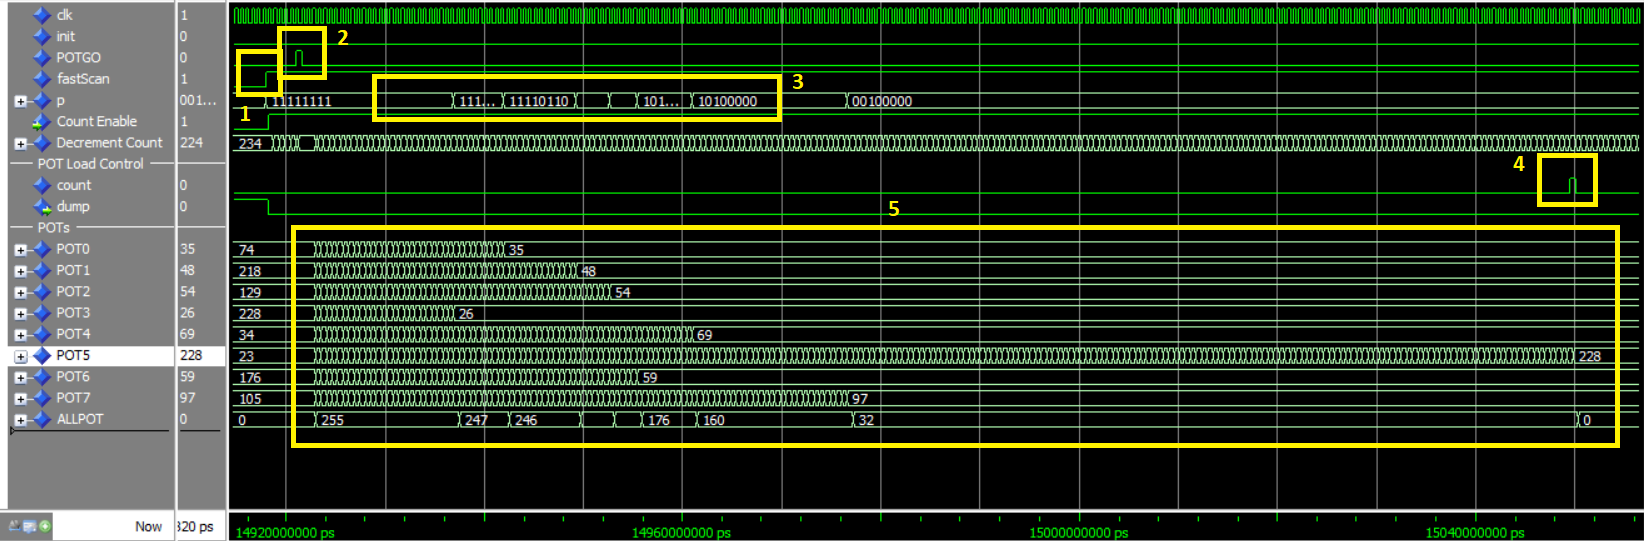 clk 1
init 0 2
POTGO 0
fastScan 1 3
p 001... 11111111 111... 11110110 101... 10100000 00100000
Count Enable 1 1
Decrement Count 224 234
POT Load Control 4
count 0
dump 0 5
POTs
POT0 35 74 35
POT1 48 218 48
POT2 54 129 54
POT3 26 228 26
POT4 69 34 69
POT5 228 23 228
POT6 59 176 59
POT7 97 105 97
ALLPOT 0 0 255 247 246 176 160 32 0
Now 320 ps 14920000000 ps 14960000000 ps 15000000000 ps 15040000000 ps